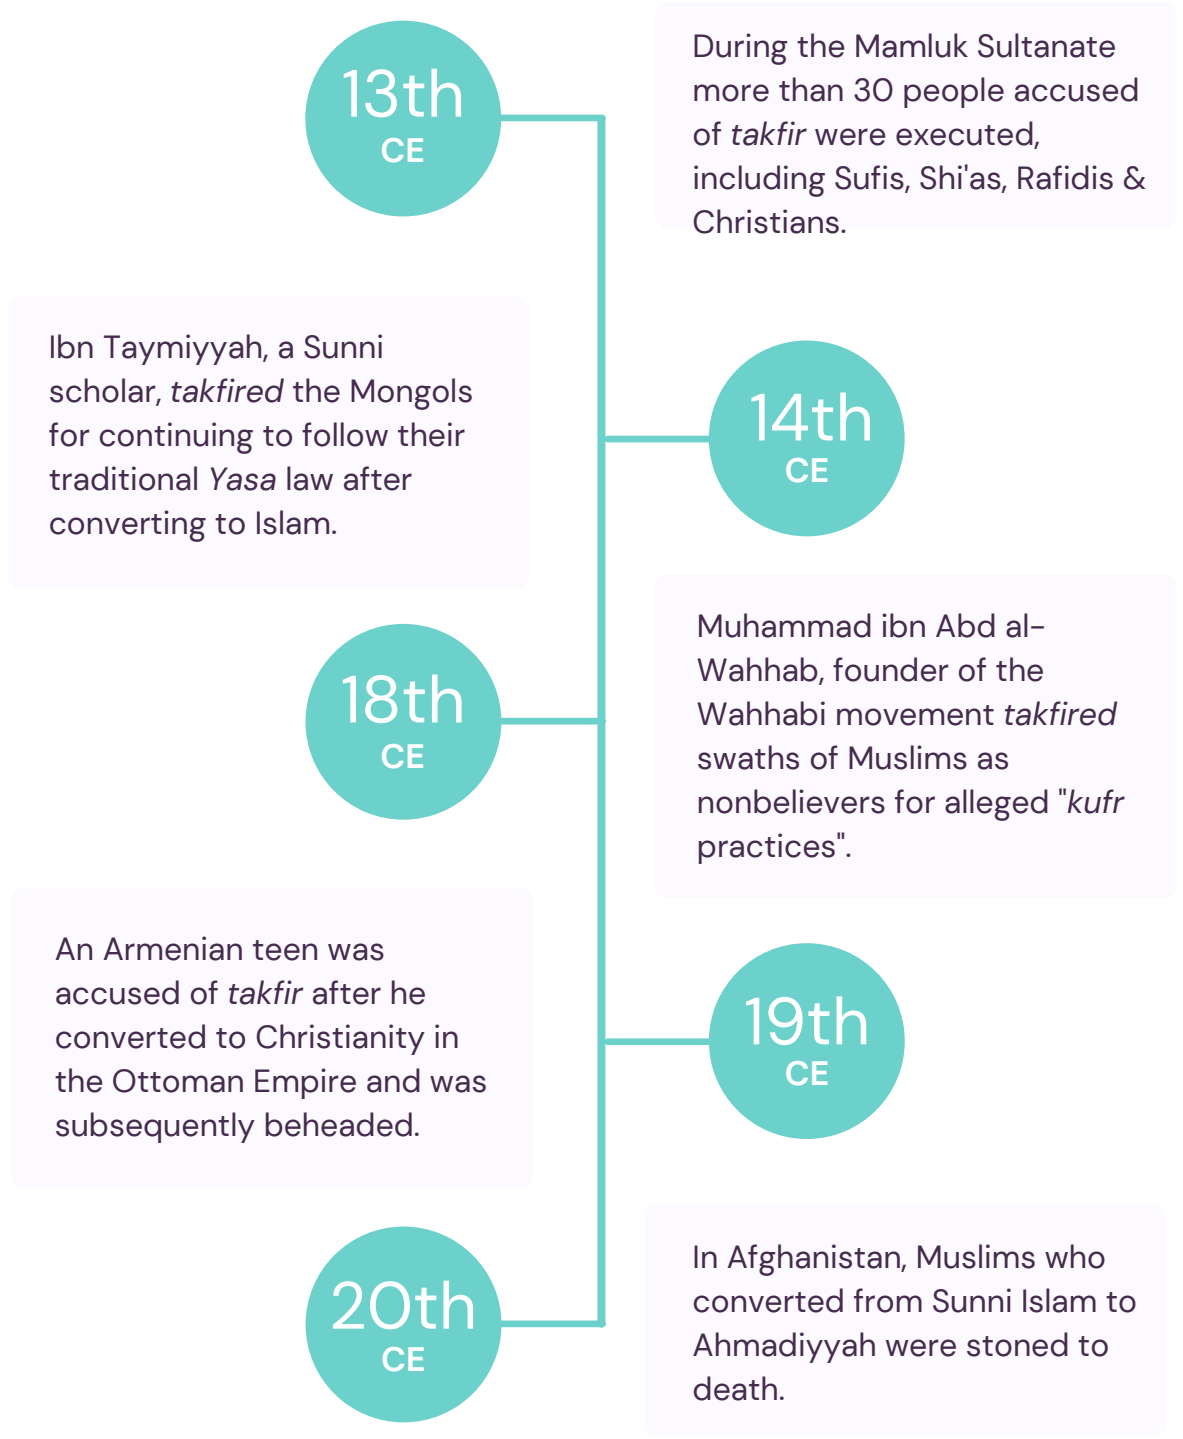 13th
CE
During the Mamluk Sultanate
more than 30 people accused
of takfir were executed,
including Sufis, Shi'as, Rafidis &
Christians.
14th
CE
Ibn Taymiyyah, a Sunni
scholar, takfired the Mongols
for continuing to follow their
traditional Yasa law after
converting to Islam.
18th
CE
Muhammad ibn Abd al-
Wahhab, founder of the
Wahhabi movement takfired
swaths of Muslims as
nonbelievers for alleged "kufr
practices".
19th
CE
An Armenian teen was
accused of takfir after he
converted to Christianity in
the Ottoman Empire and was
subsequently beheaded.
20th
CE
In Afghanistan, Muslims who
converted from Sunni Islam to
Ahmadiyyah were stoned to
death.